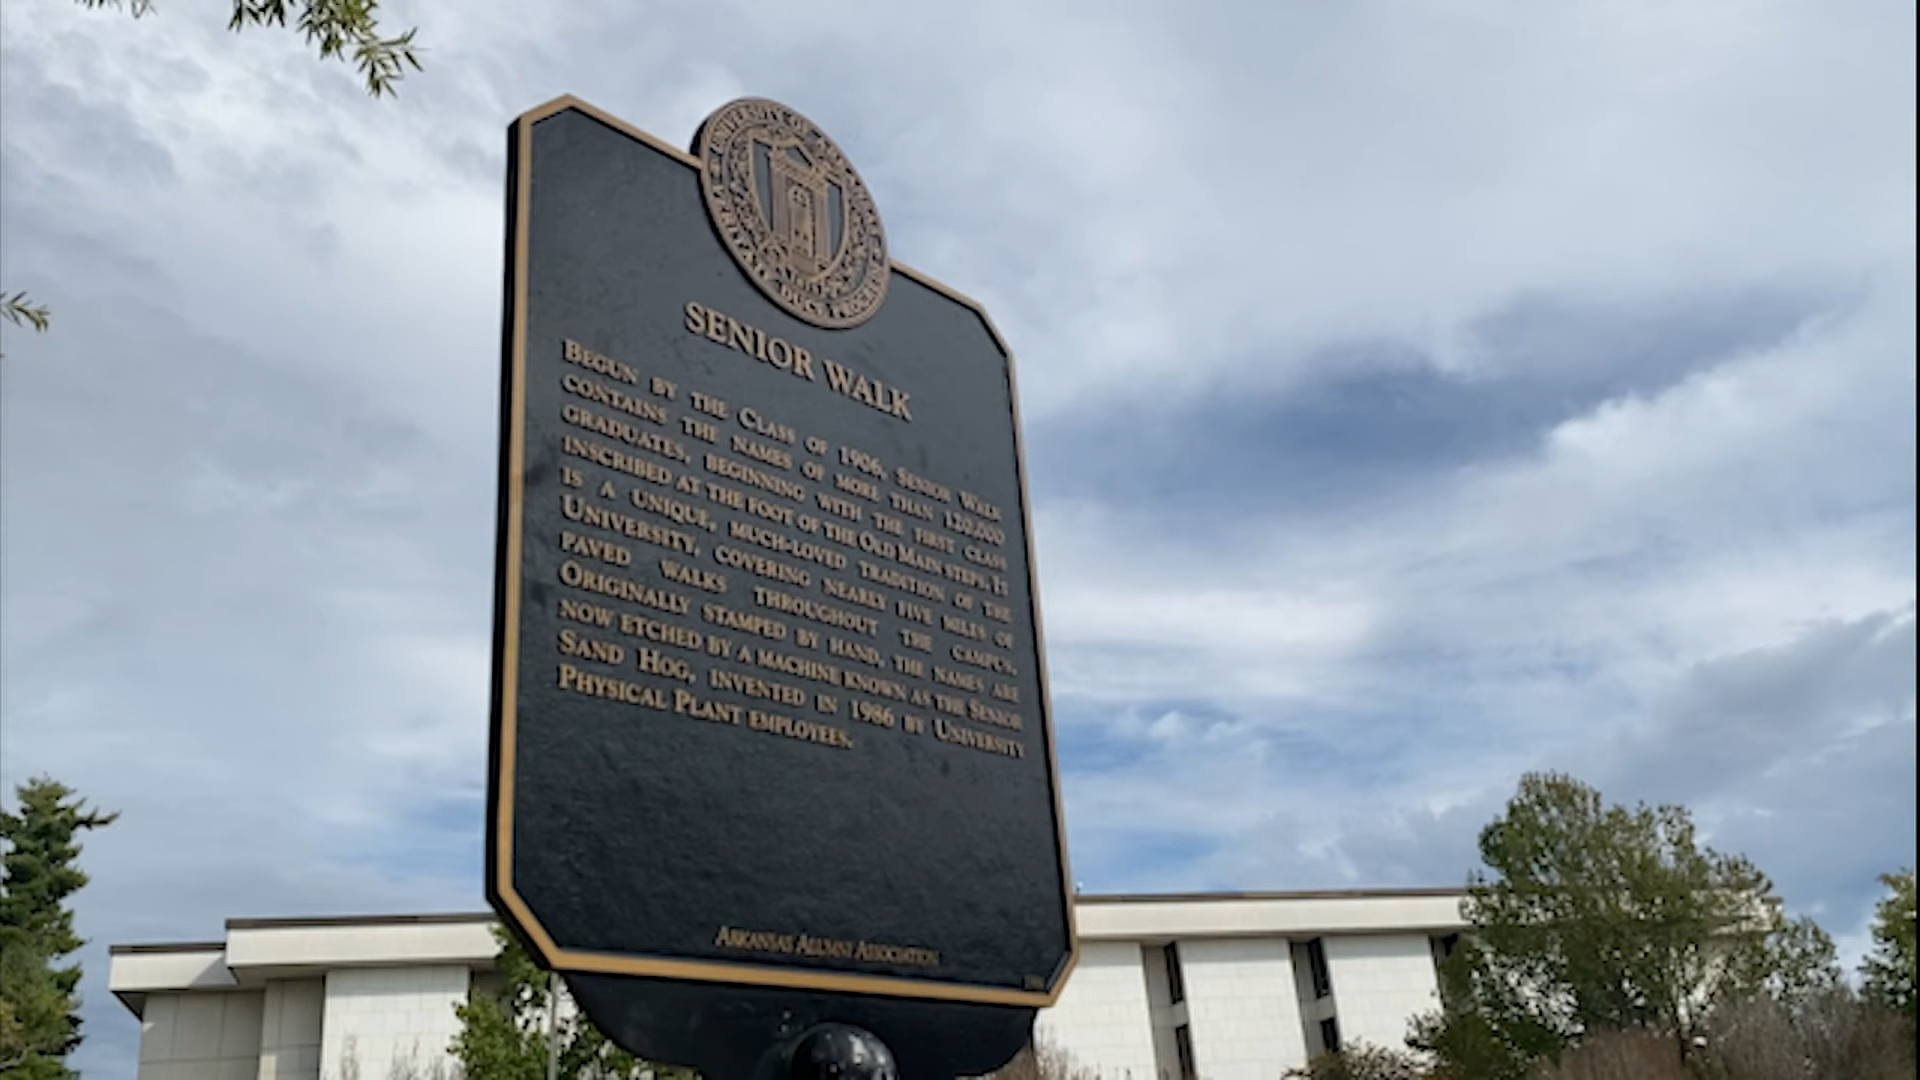 UNIVERSITY OF
SENIOR WALK
BEGUN BY THE CLASS OF 1906, SENIOR WALK
CONTAINS THE NAMES OF MORE THAN 120,000
GRADUATES, BEGINNING WITH THE FIRST CLASS
INSCRIBED AT THE FOOT OF THE OLD MAIN STEPS. IT
IS A UNIQUE, MUCH-LOVED TRADITION OF THE
UNIVERSITY, COVERING NEARLY FIVE MILES OF
PAVED WALKS THROUGHOUT THE CAMPUS.
ORIGINALLY STAMPED BY HAND, THE NAMES ARE
NOW ETCHED BY A MACHINE KNOWN AS THE SENIOR
SAND HOG, INVENTED IN 1986 BY UNIVERSITY
PHYSICAL PLANT EMPLOYEES.
ARKANSAS ALUMNI ASSOCIATION